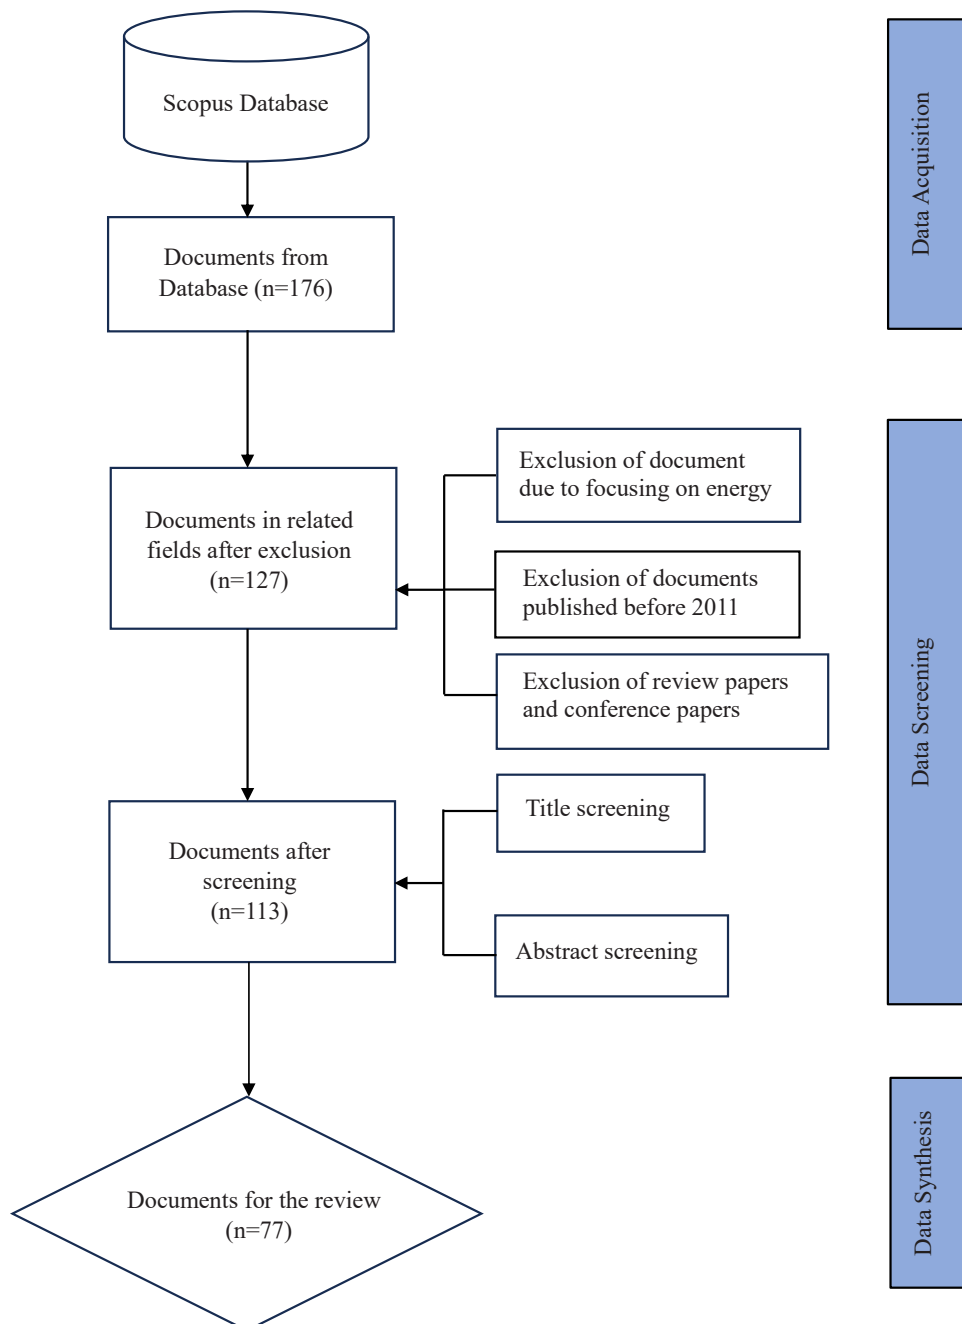 Scopus Database
Data Acquisition
Documents from
Database (n=176)
Exclusion of document
due to focusing on energy
Documents in related
fields after exclusion
(n=127)
Exclusion of documents
published before 2011
Exclusion of review papers
and conference papers
Data Screening
Title screening
Documents after
screening
(n=113)
Abstract screening
Documents for the review
(n=77)
Data Synthesis